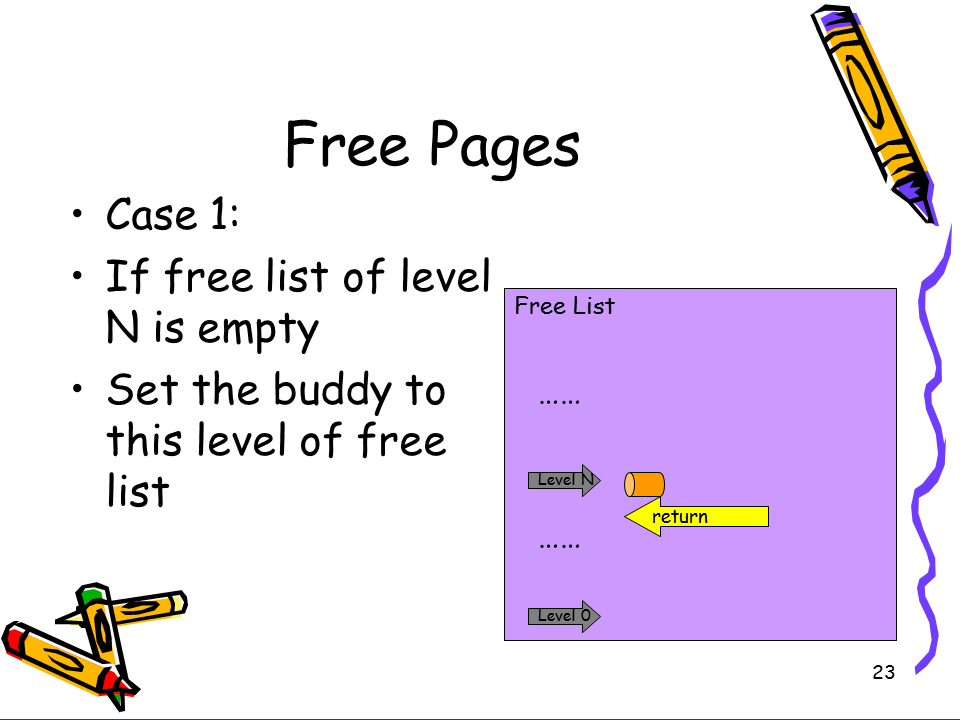 Free Pages
• Case 1:
• If free list of level
N is empty
• Set the buddy to
this level of free
list
Free List
......
Level N
return
......
Level 0
23